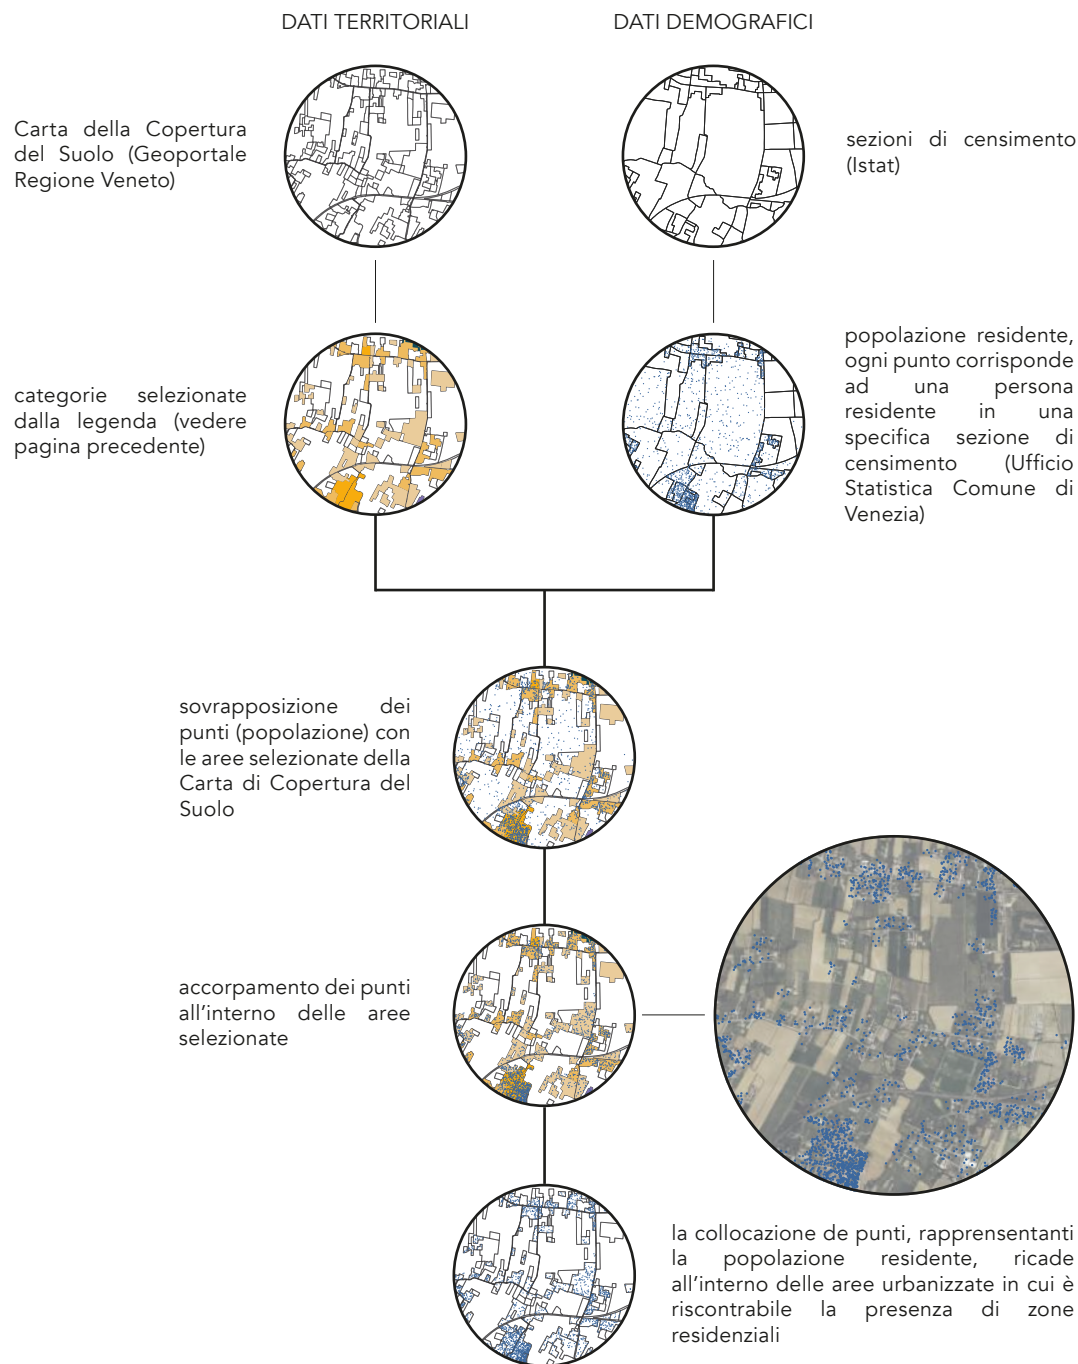 DATI TERRITORIALI
DATI DEMOGRAFICI
Carta della Copertura
del Suolo (Geoportale
Regione Veneto)
sezioni di censimento
(Istat)
categorie selezionate
dalla legenda (vedere
pagina precedente)
popolazione residente,
ogni punto corrisponde
ad una persona
residente in una
specifica sezione di
censimento (Ufficio
Statistica Comune di
Venezia)
sovrapposizione dei
punti (popolazione) con
le aree selezionate della
Carta di Copertura del
Suolo
accorpamento dei punti
all'interno delle aree
selezionate
la collocazione de punti, rapprensentanti
la popolazione residente, ricade
all'interno delle aree urbanizzate in cui è
riscontrabile la presenza di zone
residenziali